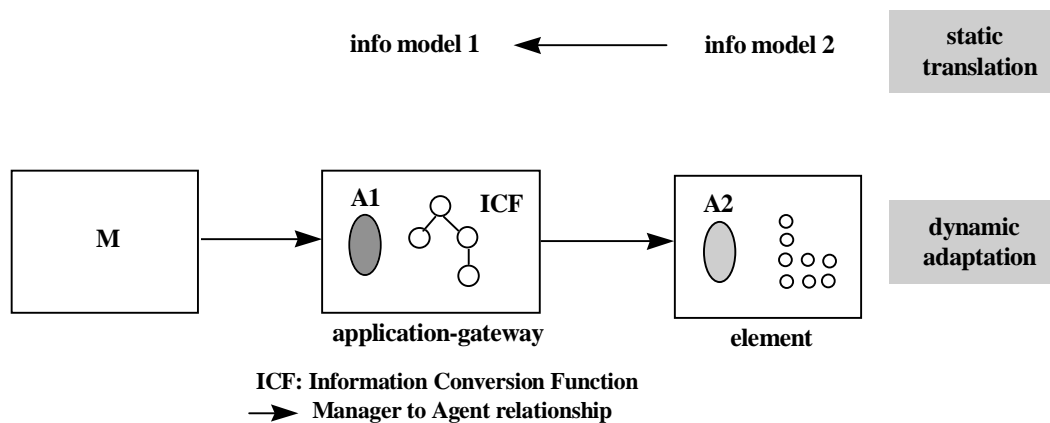 info model 1
info model 2
static
translation
M
A1
ICF
A2
dynamic
adaptation
application-gateway
element
ICF: Information Conversion Function
Manager to Agent relationship